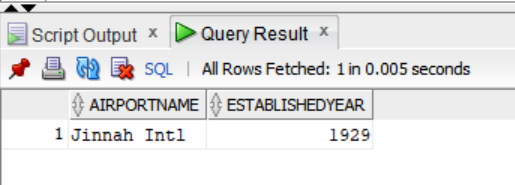 Script Output × Query Result ×
SQL | All Rows Fetched: 1 in 0.005 seconds
AIRPORTNAME ESTABLISHEDYEAR
1 Jinnah Intl 1929